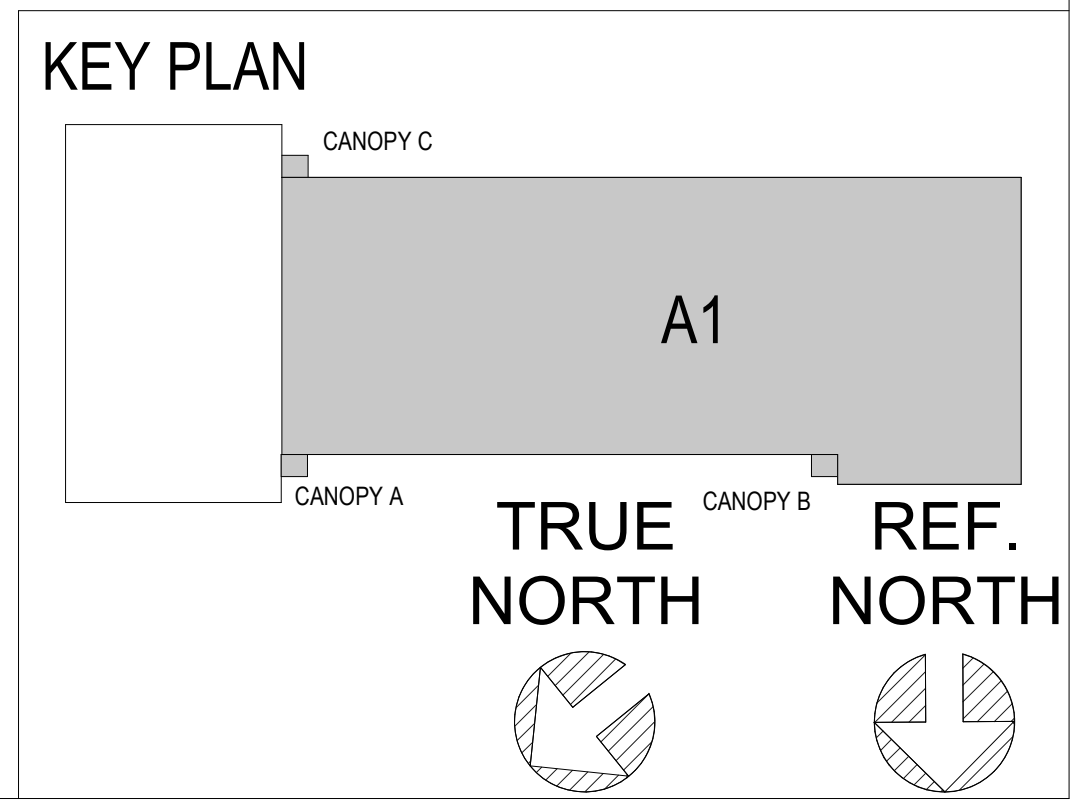 KEY PLAN
CANOPY C
A1
CANOPY A
CANOPY B
TRUE
NORTH
REF.
NORTH